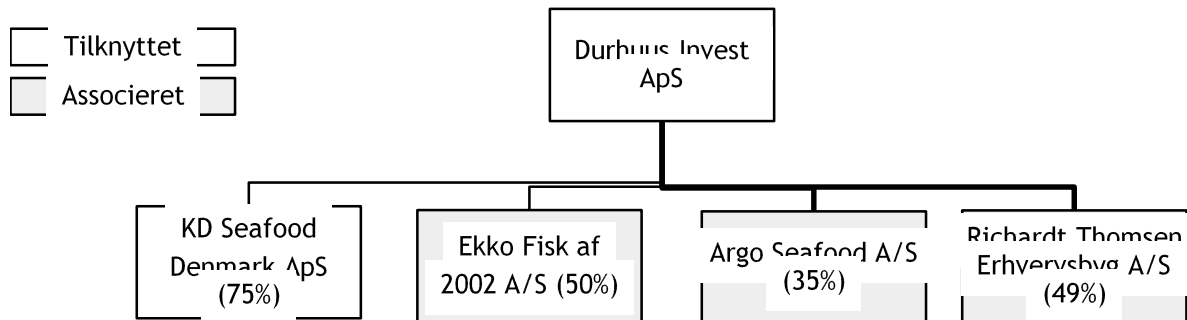 Tilknyttet
Associeret
Durhuus Invest
ApS
KD Seafood
Denmark ApS
(75%)
Ekko Fisk af
2002 A/S (50%)
Argo Seafood A/S
(35%)
Richardt Thomsen
Erhvervsbyg A/S
(49%)